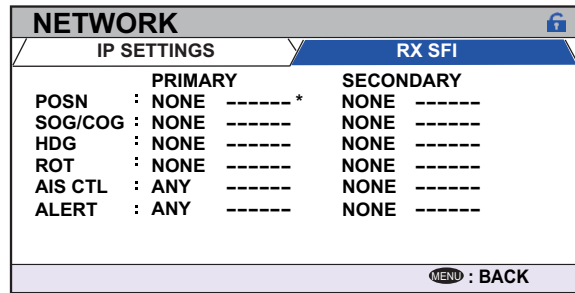 NETWORK
IP SETTINGS RX SFI
PRIMARY SECONDARY
POSN : NONE ------ * NONE ------
SOG/COG : NONE ------ NONE ------
HDG : NONE ------ NONE ------
ROT : NONE ------ NONE ------
AIS CTL : ANY ------ NONE ------
ALERT : ANY ------ NONE ------
MENU : BACK